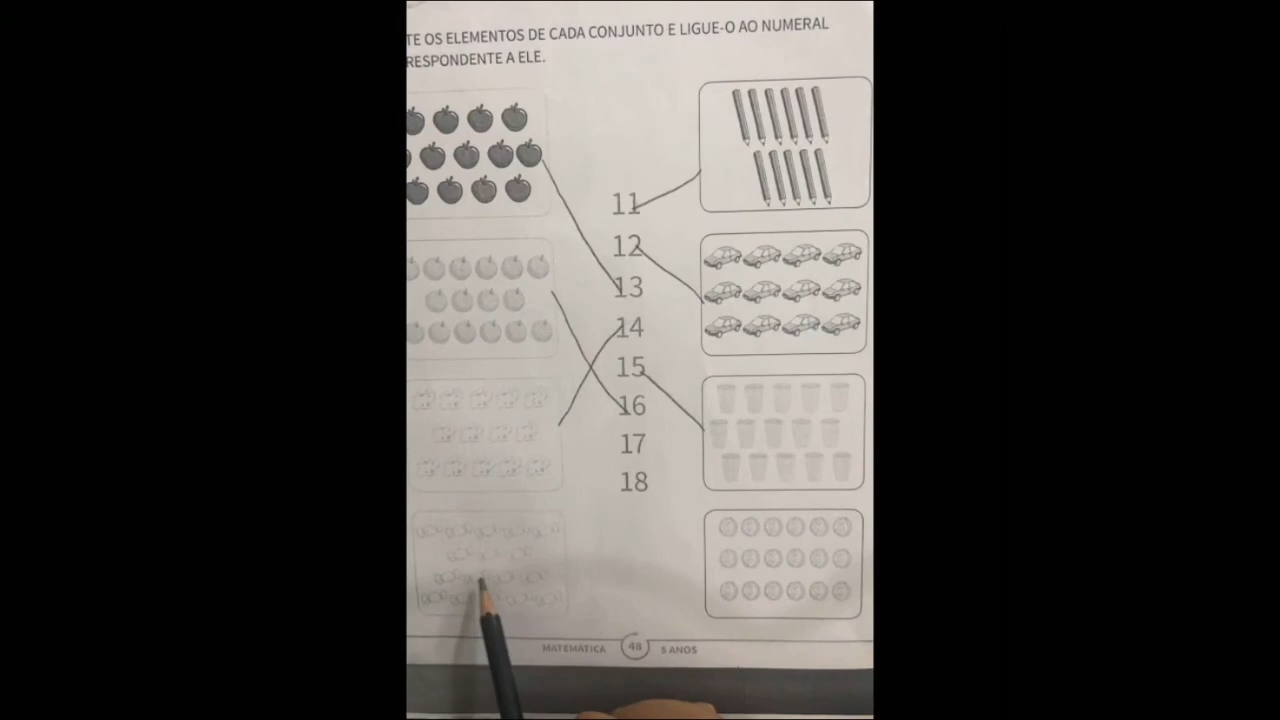 TE OS ELEMENTOS DE CADA CONJUNTO E LIGUE-O AO NUMERAL
RESPONDENTE A ELE.
11
12
13
14
15
16
17
18
MATEMÁTICA 48 5 ANOS